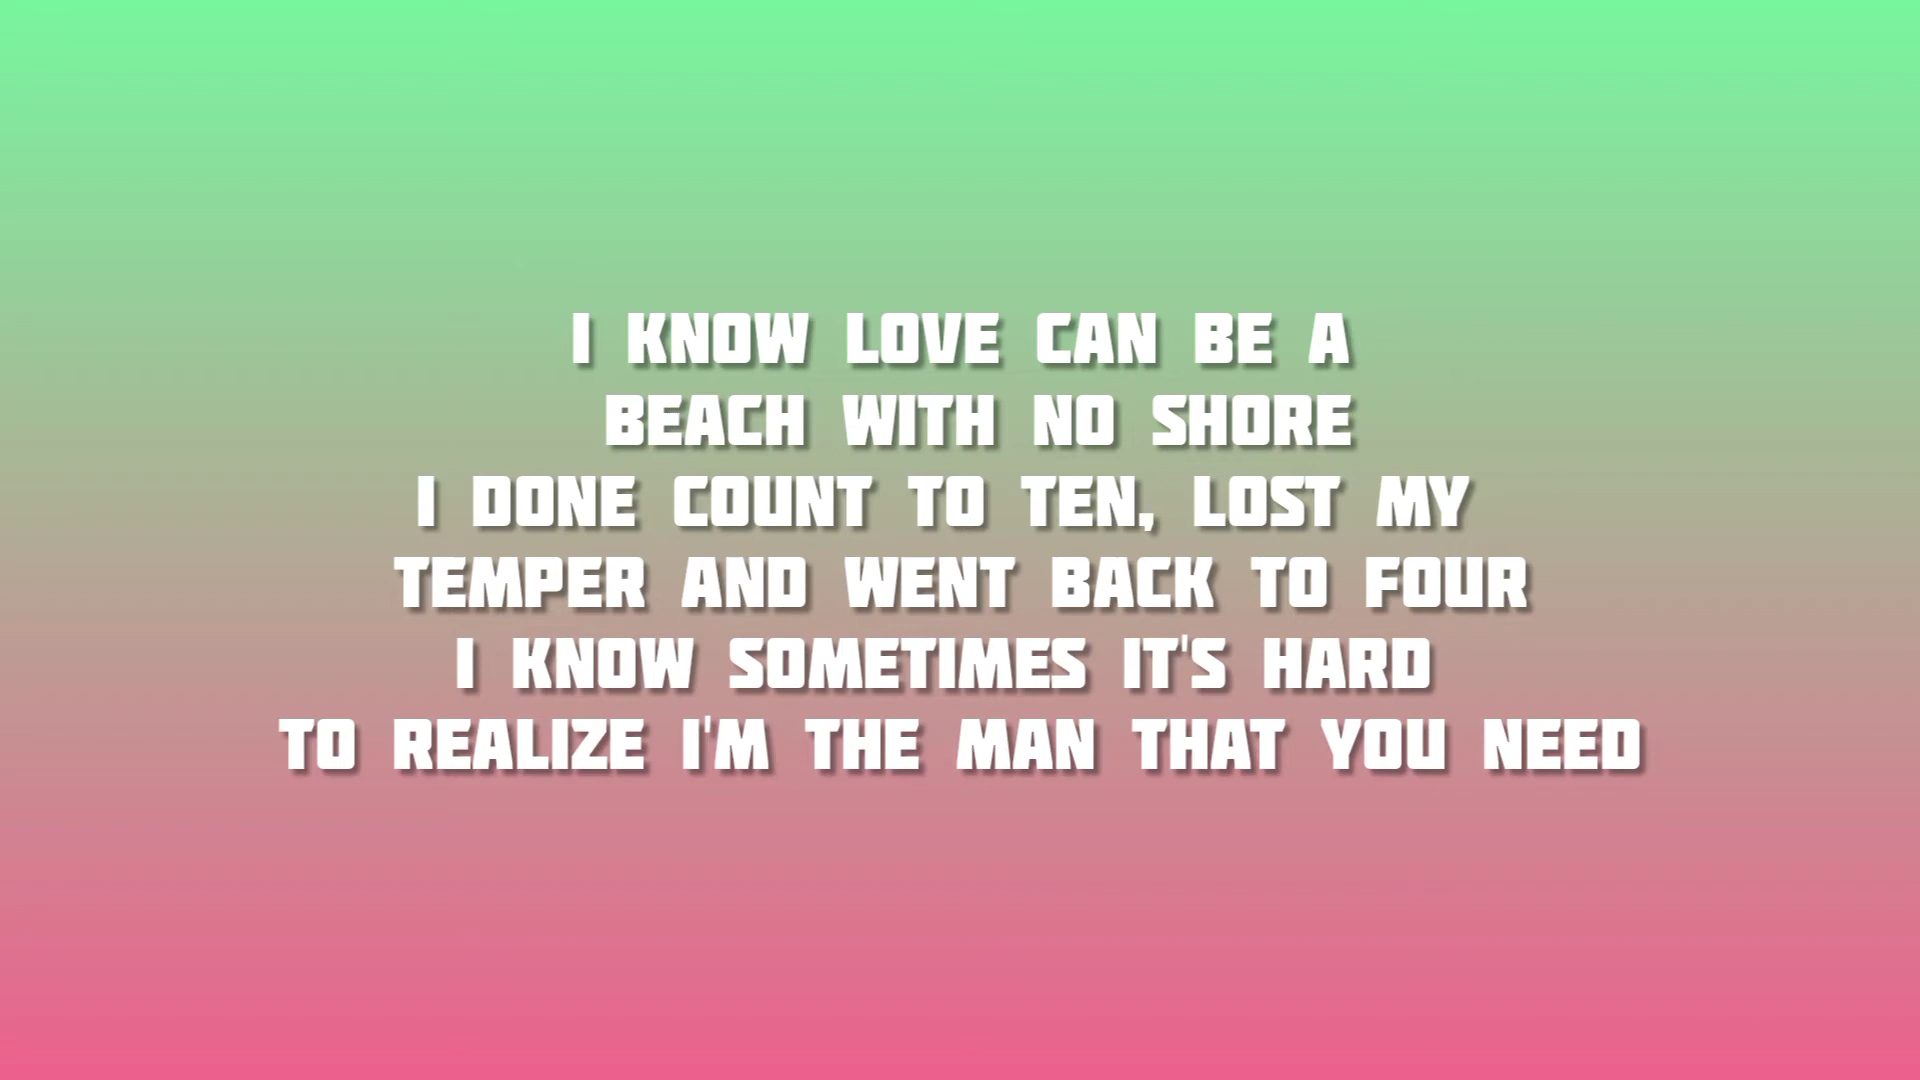 I KNOW LOVE CAN BE A
BEACH WITH NO SHORE
I DONE COUNT TO TEN, LOST MY
TEMPER AND WENT BACK TO FOUR
I KNOW SOMETIMES IT'S HARD
TO REALIZE I'M THE MAN THAT YOU NEED